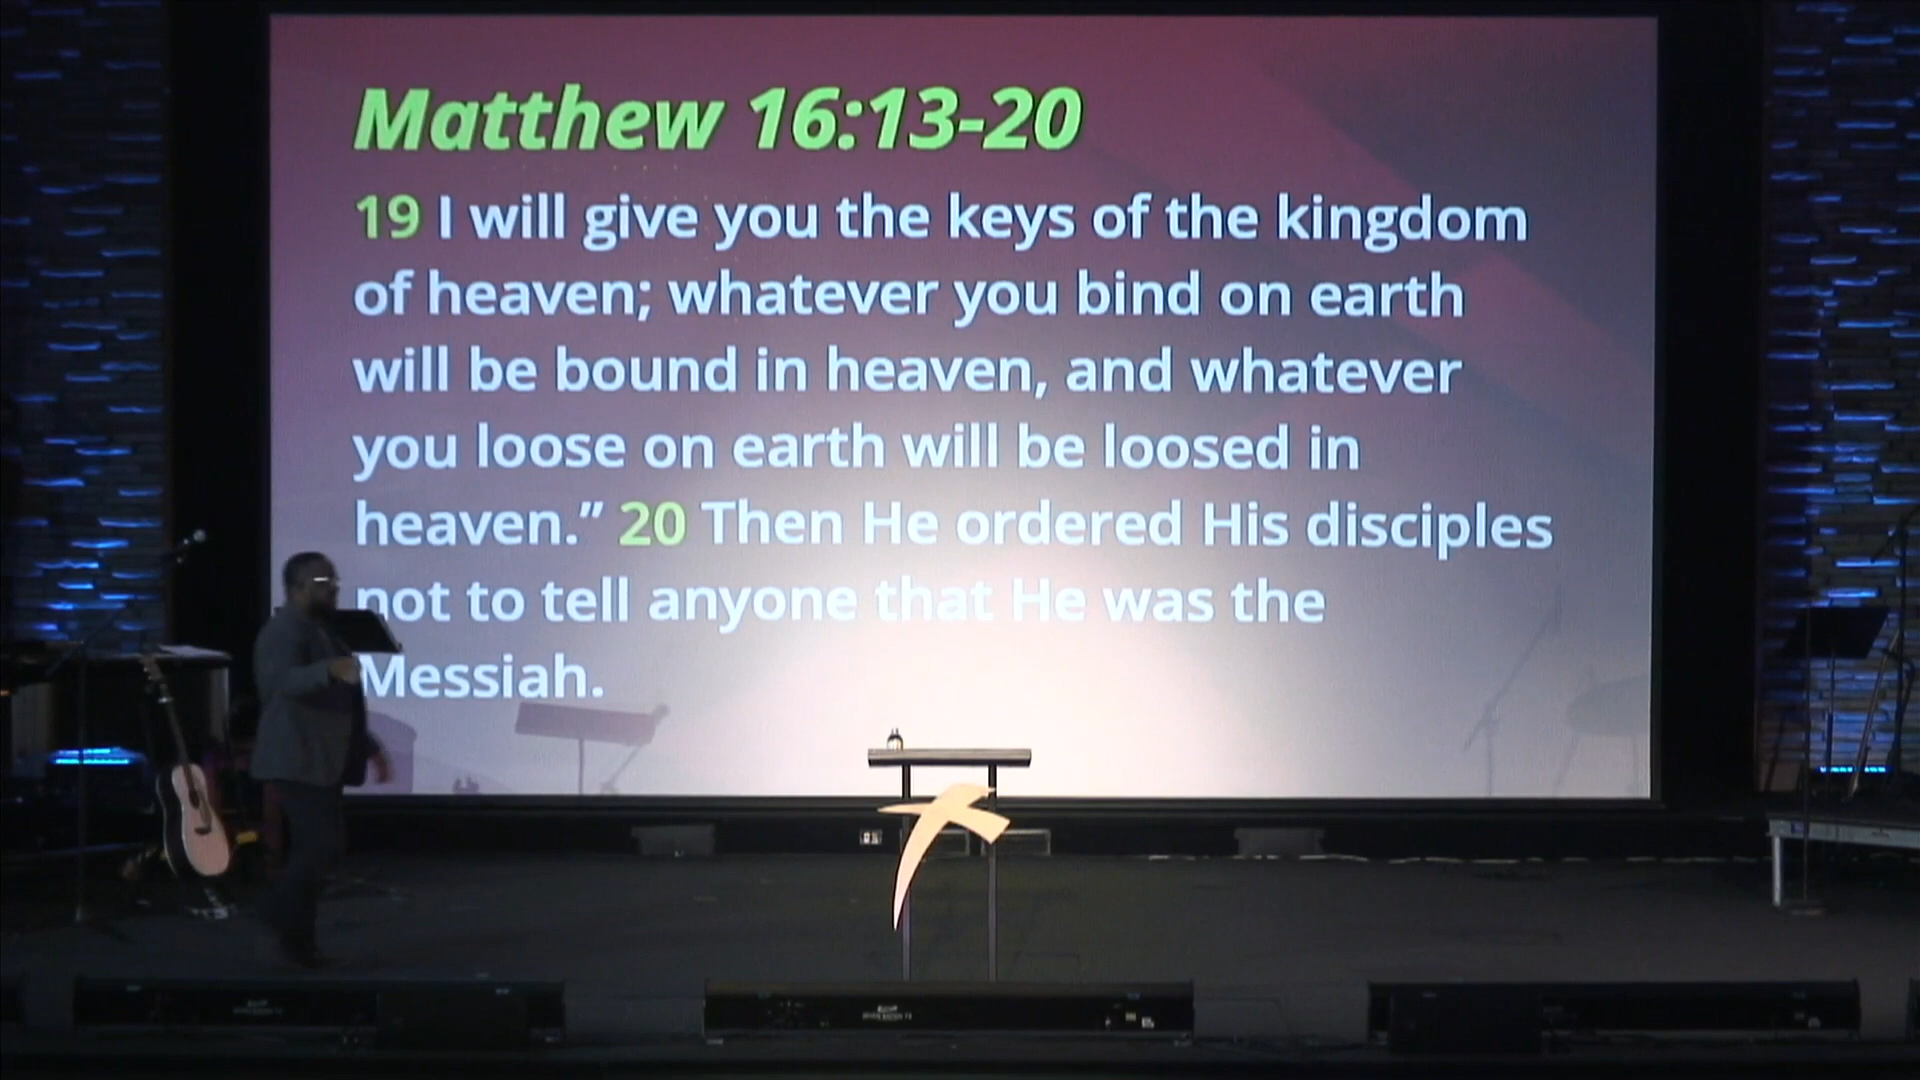 Matthew 16:13-20
19 I will give you the keys of the kingdom
of heaven; whatever you bind on earth
will be bound in heaven, and whatever
you loose on earth will be loosed in
heaven.” 20 Then He ordered His disciples
not to tell anyone that He was the
Messiah.